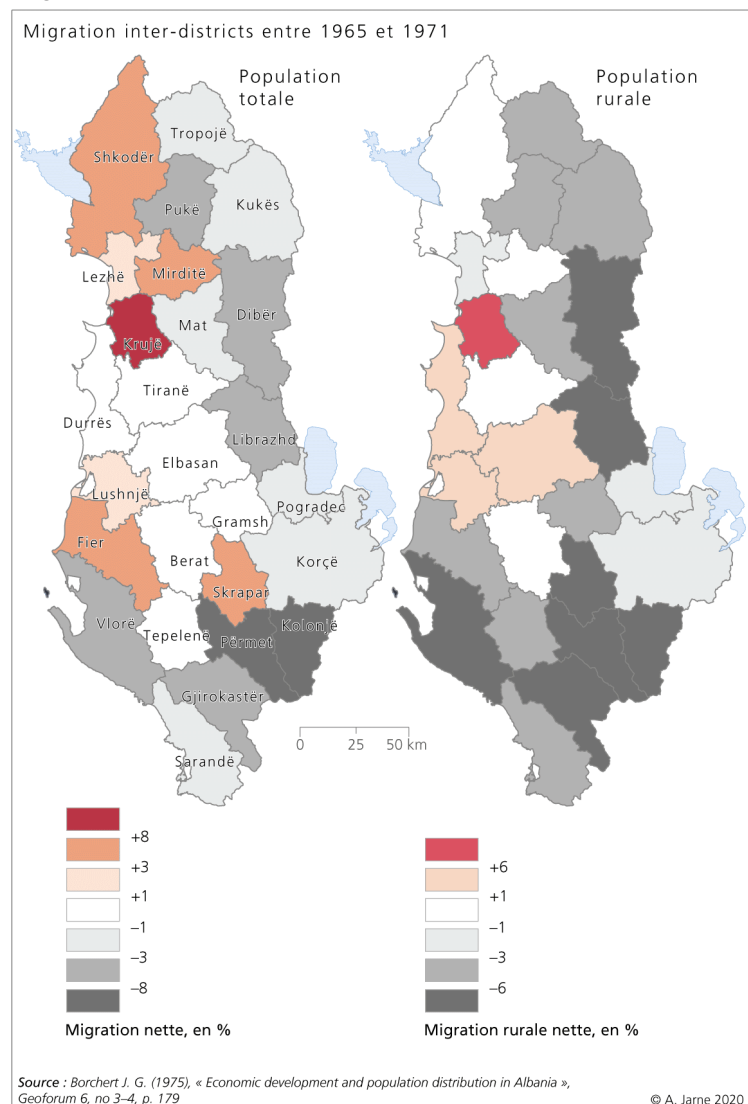 Migration inter-districts entre 1965 et 1971
Population
totale
Population
rurale
Tropojë
Shkodër
Pukë
Kukës
Lezhë
Mirditë
Dibër
Mat
Krujë
Tiranë
Durrës
Librazhd
Elbasan
Lushnjë
Pogradec
Gramsh
Fier
Berat
Korçë
Skrapar
Vlorë
Tepelenë
Përmet
Kolonjë
Gjirokastër
Sarandë
0 25 50 km
+8
+3
+1
–1
–3
–8
Migration nette, en %
+6
+1
–1
–3
–6
Migration rurale nette, en %
Source : Borchert J. G. (1975), « Economic development and population distribution in Albania »,
Geoforum 6, no 3–4, p. 179
© A. Jarne 2020